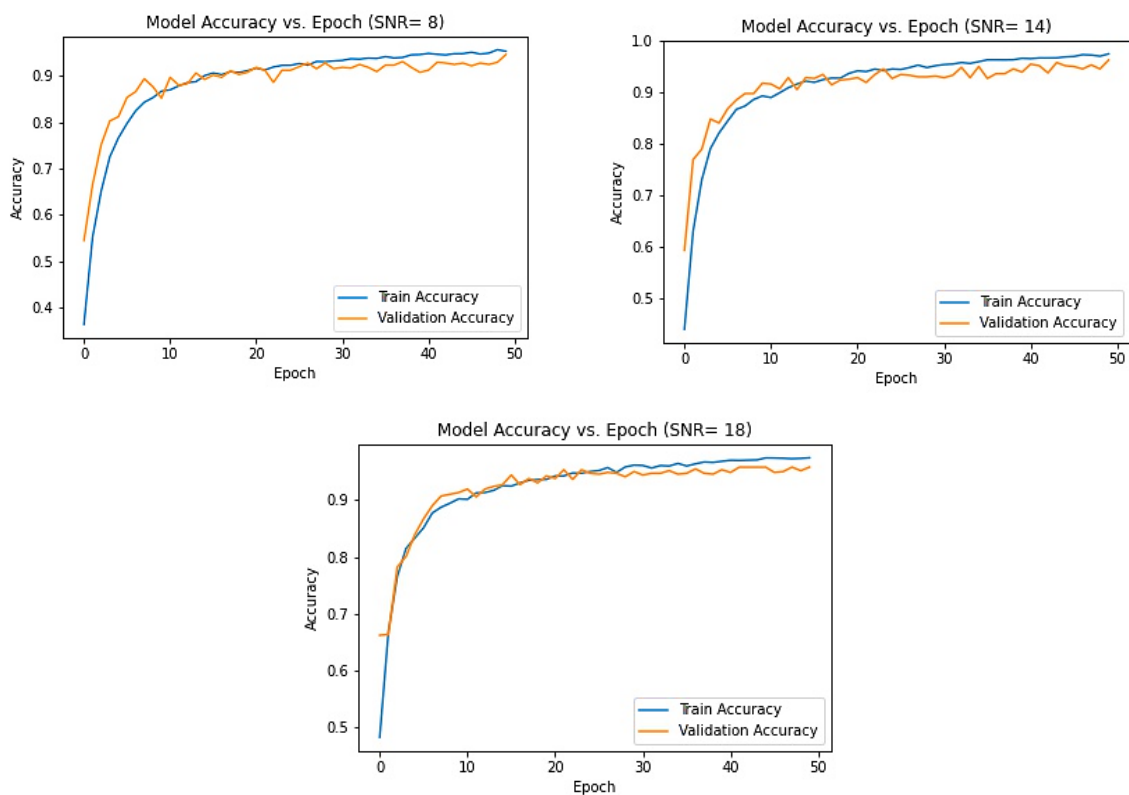 Model Accuracy vs. Epoch (SNR= 8)
0.9
0.8
0.7
0.6
0.5
0.4
Accuracy
Train Accuracy
Validation Accuracy
0
10
20
30
40
50
Epoch
Model Accuracy vs. Epoch (SNR= 14)
1.0
0.9
0.8
0.7
0.6
0.5
Accuracy
Train Accuracy
Validation Accuracy
0
10
20
30
40
50
Epoch
Model Accuracy vs. Epoch (SNR= 18)
0.9
0.8
0.7
0.6
0.5
Accuracy
Train Accuracy
Validation Accuracy
0
10
20
30
40
50
Epoch